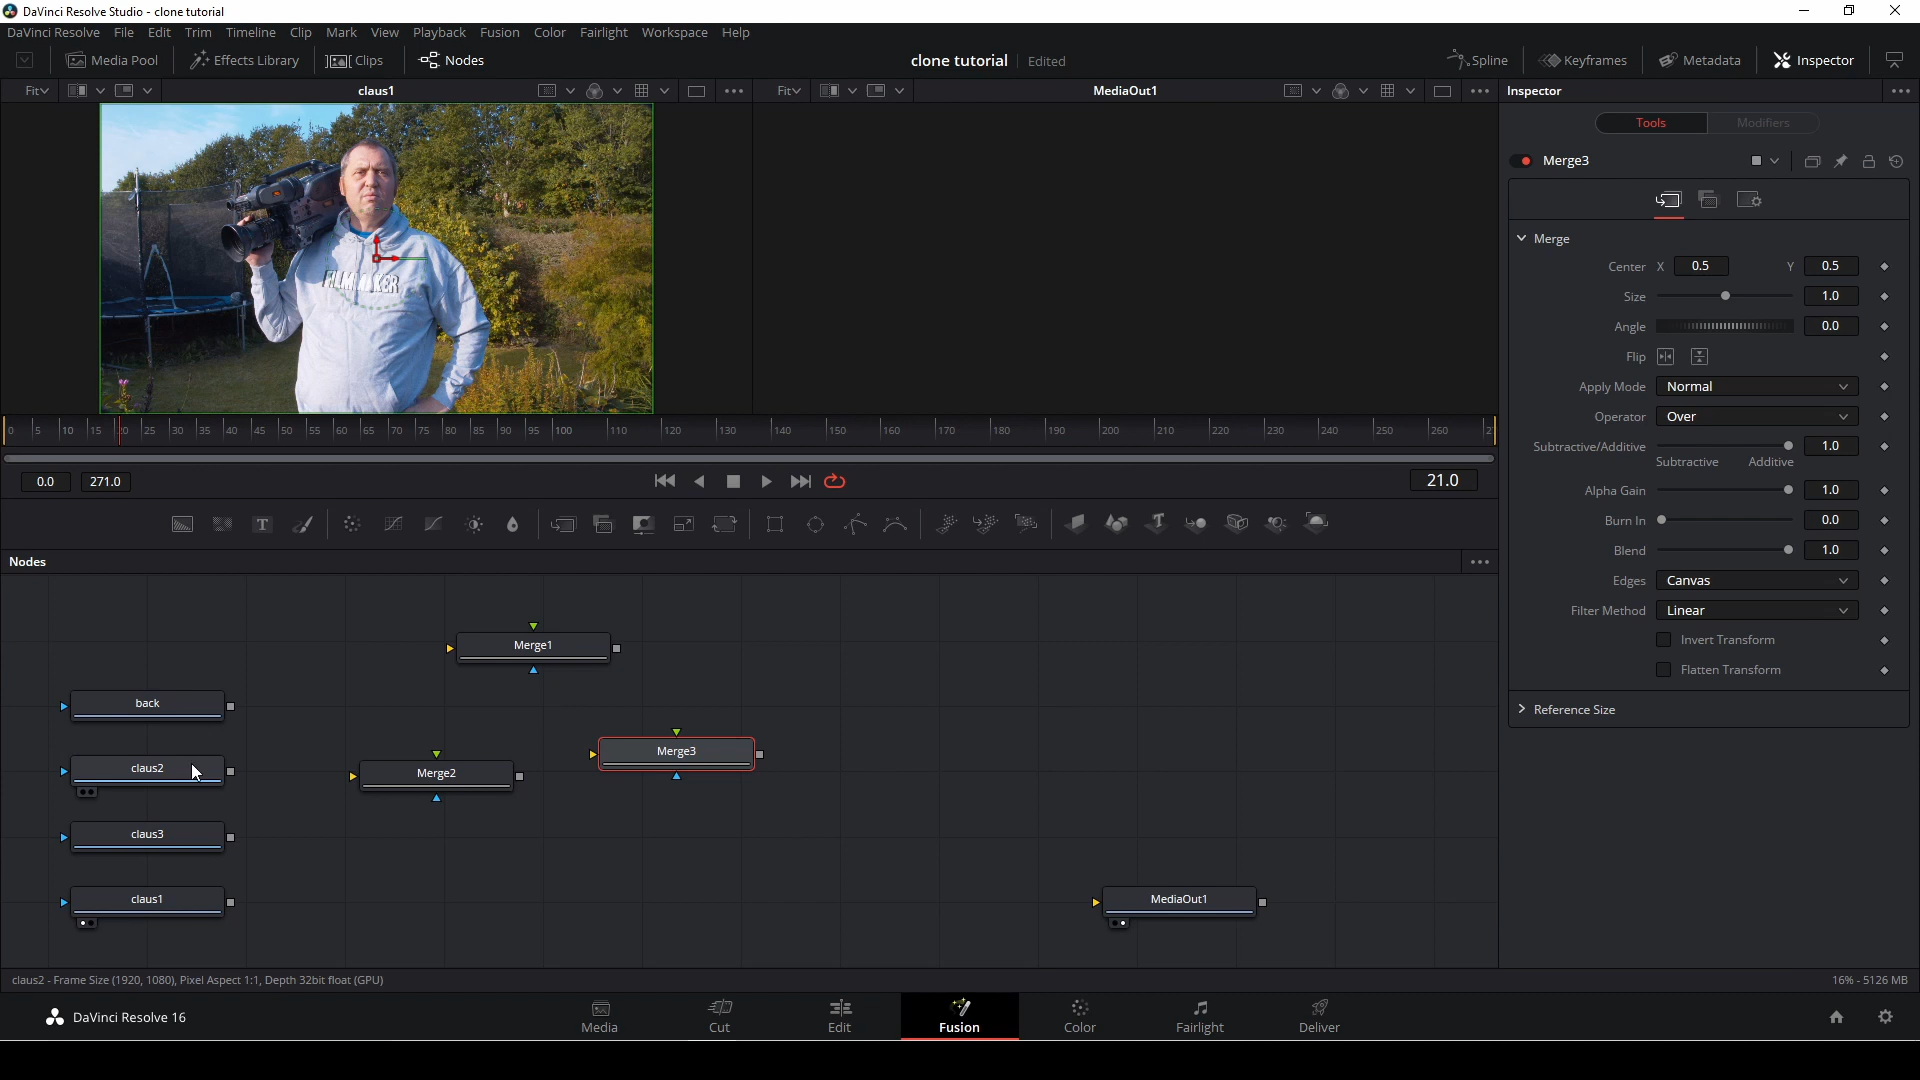 DaVinci Resolve Studio - clone tutorial
DaVinci Resolve File Edit Trim Timeline Clip Mark View Playback Fusion Color Fairlight Workspace Help
Media Pool Effects Library Clips Nodes clone tutorial Edited Spline Keyframes Metadata Inspector
Fit claus1 Fit MediaOut1 Inspector
Tools Modifiers
Merge3
Merge
Center X 0.5 Y 0.5
Size 1.0
Angle 0.0
Flip
Apply Mode Normal
Operator Over
Subtractive/Additive 1.0
Subtractive Additive
Alpha Gain 1.0
Burn In 0.0
Blend 1.0
Edges Canvas
Filter Method Linear
Invert Transform
Flatten Transform
Reference Size
FILMMAKER
0 5 10 15 20 25 30 35 40 45 50 55 60 65 70 75 80 85 90 95 100 110 120 130 140 150 160 170 180 190 200 210 220 230 240 250 260
0.0 271.0 21.0
Nodes
Merge1
back
Merge3
claus2
Merge2
claus3
claus1
MediaOut1
claus2 - Frame Size (1920, 1080), Pixel Aspect 1:1, Depth 32bit float (GPU) 16% - 5126 MB
DaVinci Resolve 16 Media Cut Edit Fusion Color Fairlight Deliver